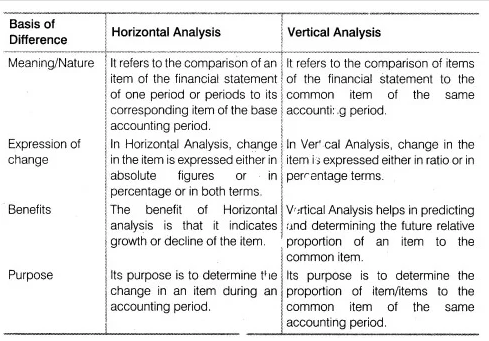 Basis of
Difference
Horizontal Analysis
Vertical Analysis
Meaning/Nature
It refers to the comparison of an
item of the financial statement
of one period or periods to its
corresponding item of the base
accounting period.
It refers to the comparison of items
of the financial statement to the
common item of the same
accounting period.
Expression of
change
In Horizontal Analysis, change
in the item is expressed either in
absolute figures or in
percentage or in both terms.
In Vertical Analysis, change in the
item is expressed either in ratio or in
percentage terms.
Benefits
The benefit of Horizontal
analysis is that it indicates
growth or decline of the item.
Vertical Analysis helps in predicting
and determining the future relative
proportion of an item to the
common item.
Purpose
Its purpose is to determine the
change in an item during an
accounting period.
Its purpose is to determine the
proportion of item/items to the
common item of the same
accounting period.